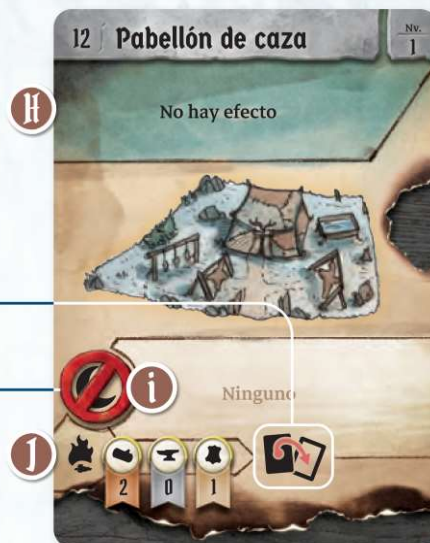 12 Pabellón de caza Nv. 1
H
No hay efecto
i
Ninguno
J
2 0 1